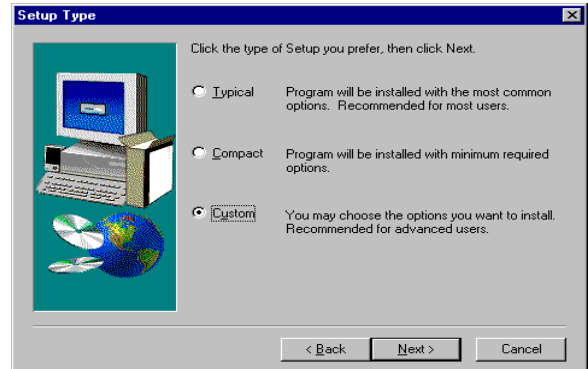 Setup Type
Click the type of Setup you prefer, then click Next.
Typical
Program will be installed with the most common
options. Recommended for most users.
Compact
Program will be installed with minimum required
options.
Custom
You may choose the options you want to install.
Recommended for advanced users.
< Back
Next >
Cancel